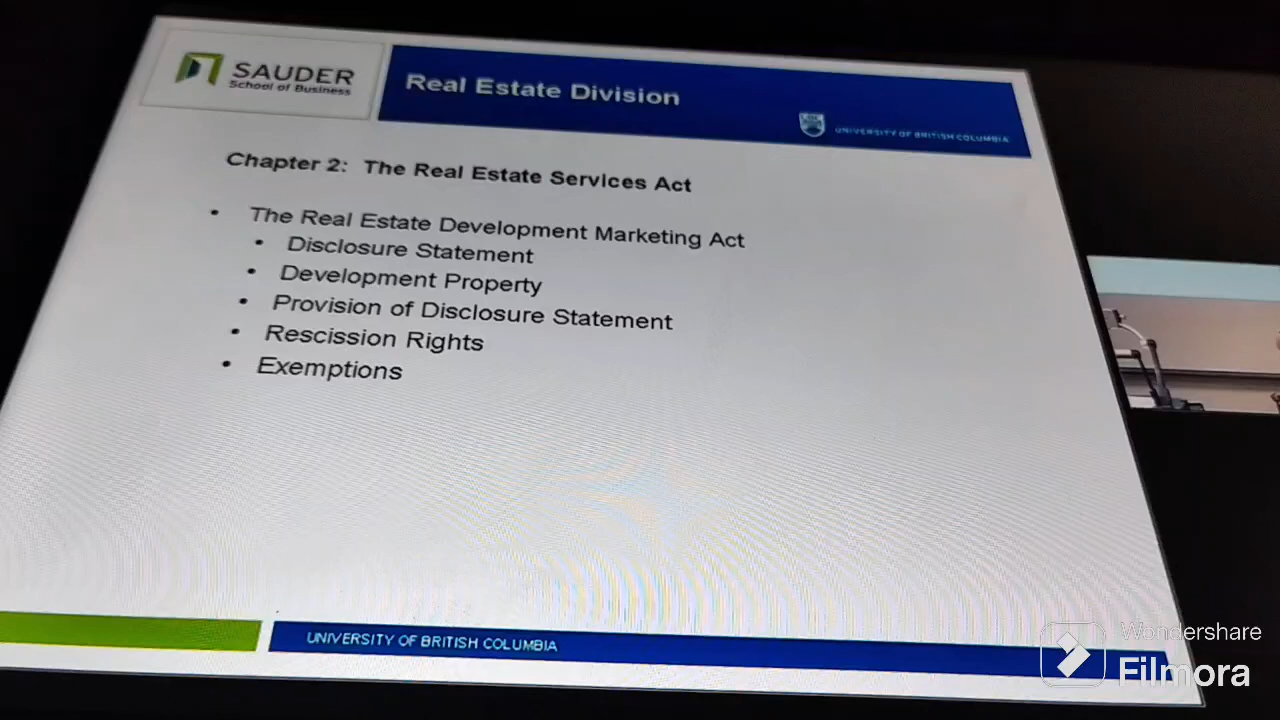 SAUDER
School of Business
Real Estate Division
UNIVERSITY OF BRITISH COLUMBIA
Chapter 2: The Real Estate Services Act
• The Real Estate Development Marketing Act
• Disclosure Statement
• Development Property
• Provision of Disclosure Statement
• Rescission Rights
• Exemptions
UNIVERSITY OF BRITISH COLUMBIA
Wondershare
Filmora